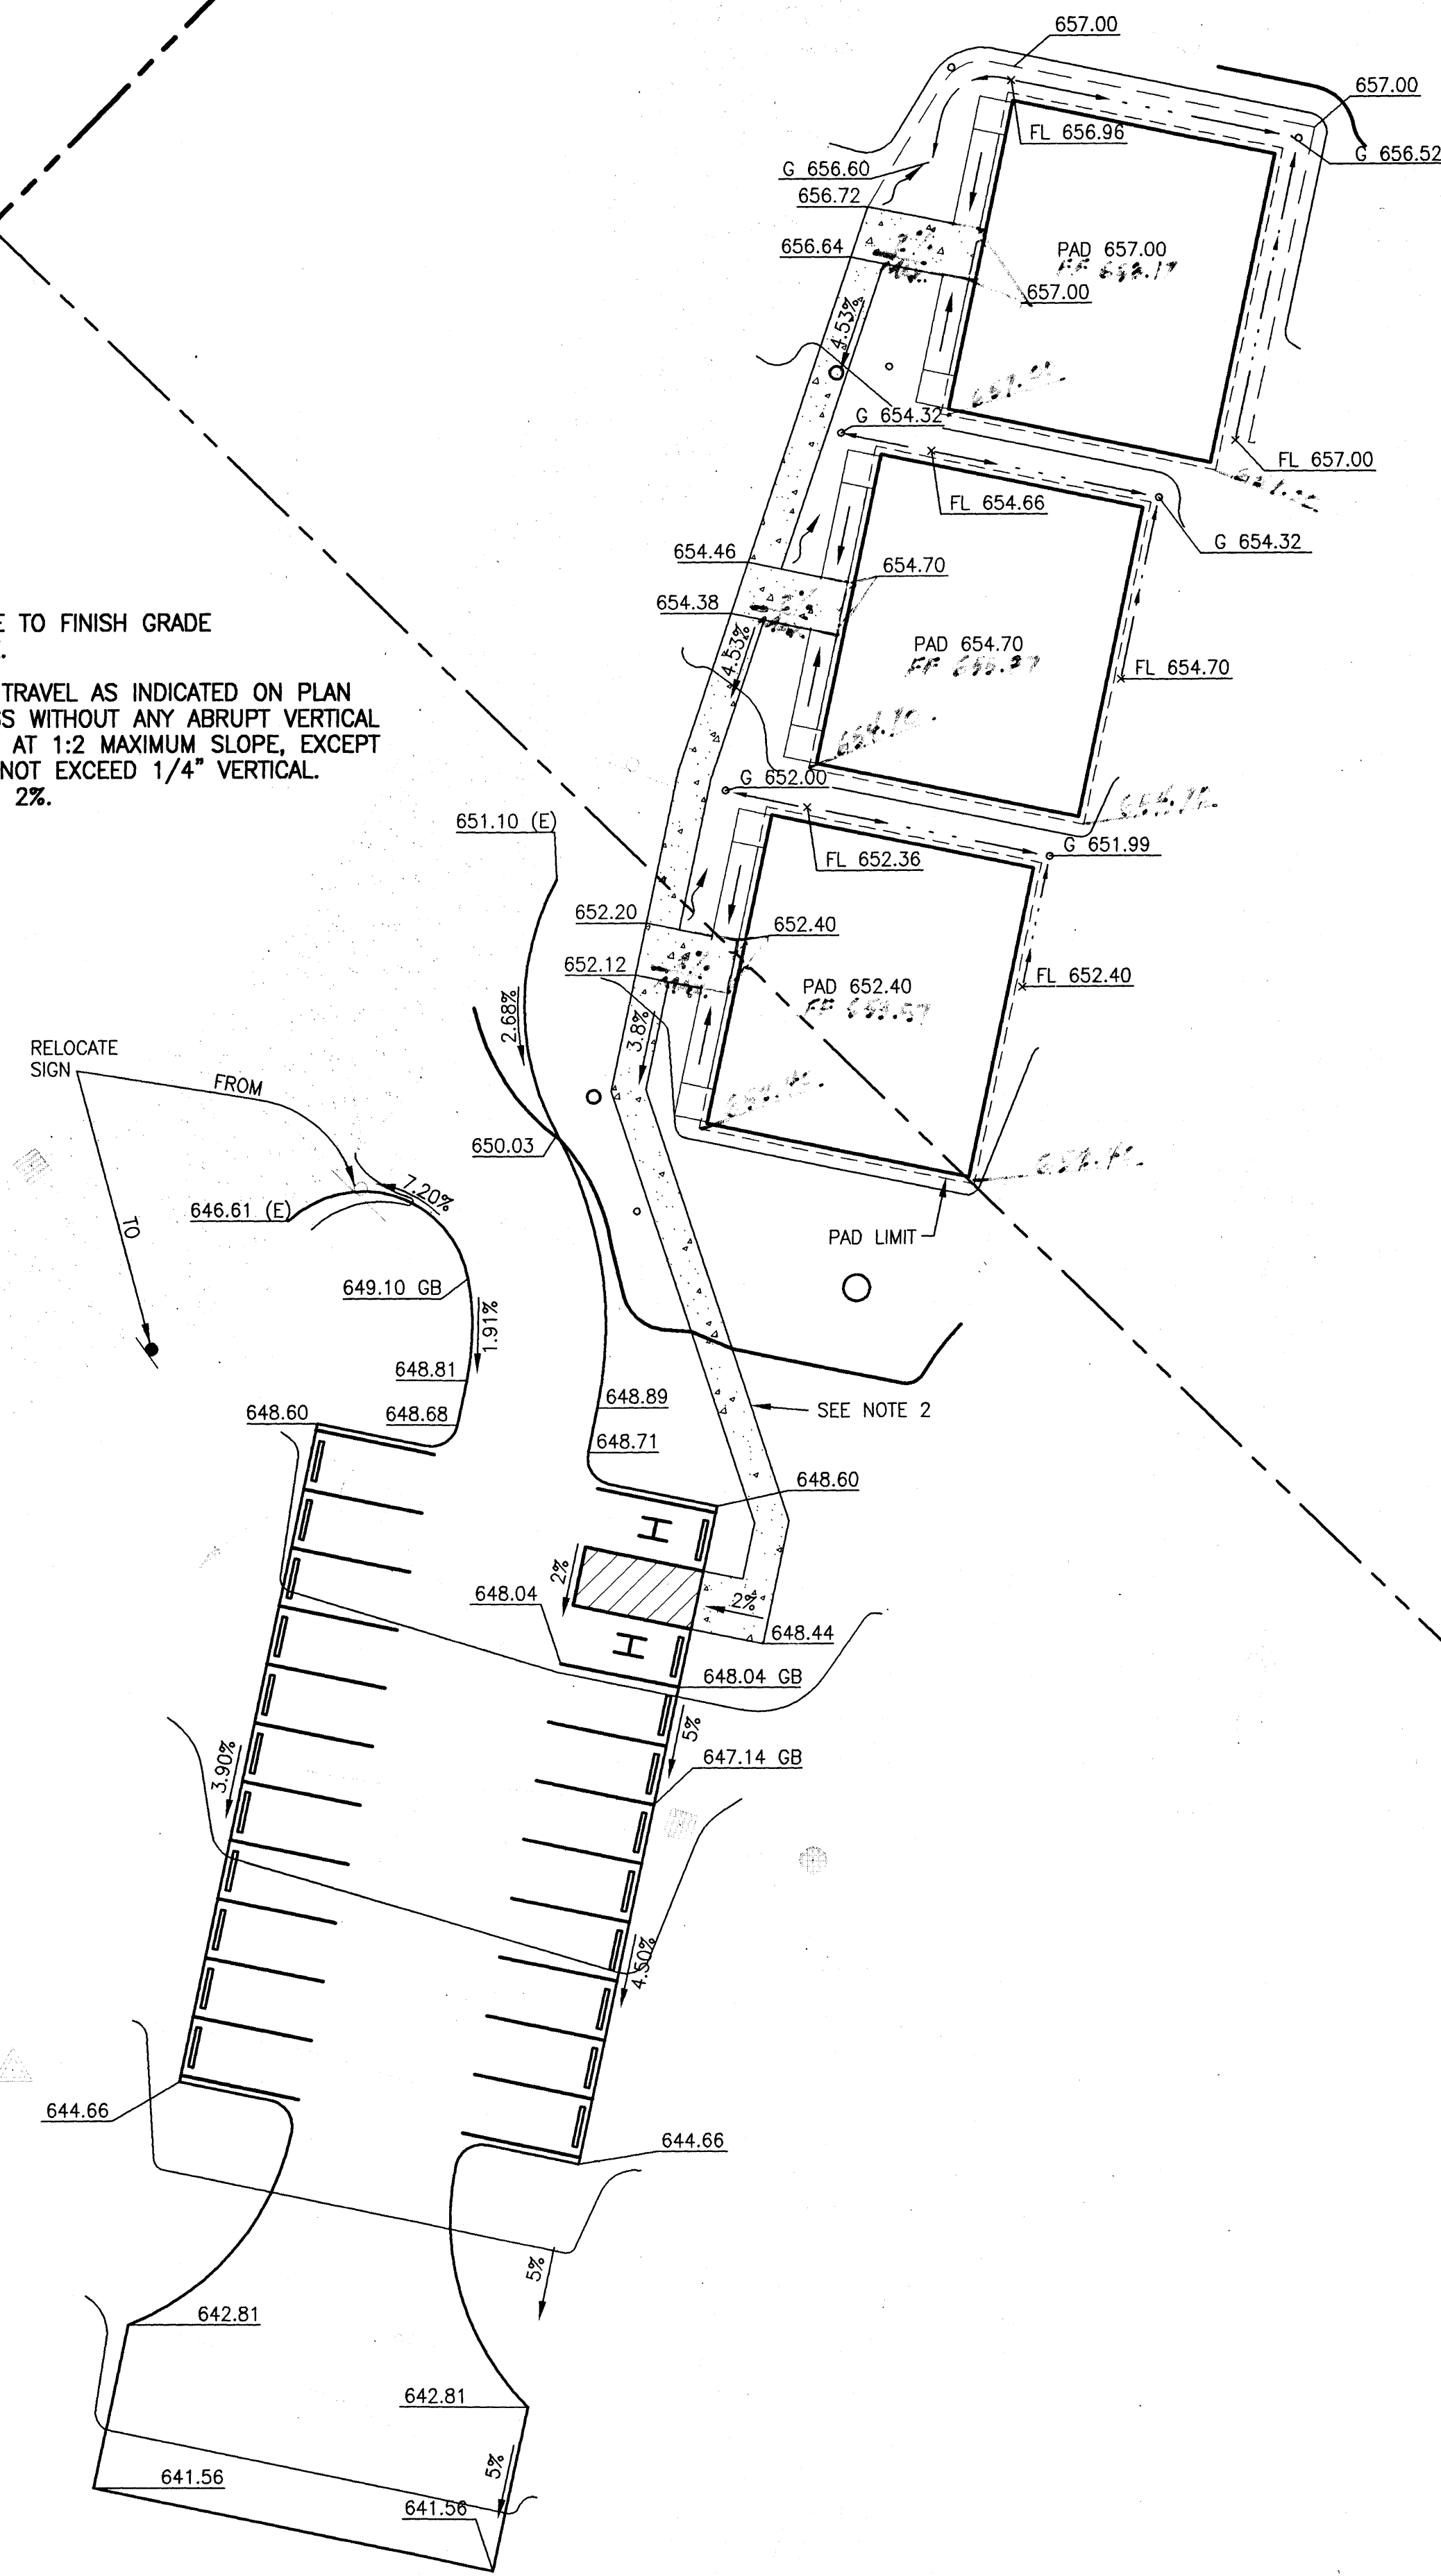 657.00
657.00
FL 656.96
G 656.52
G 656.60
656.72
656.64
2%
PAD 657.00
657.00
4.53%
G 654.32
FL 657.00
FL 654.66
G 654.32
654.46
654.70
654.38
4.53%
PAD 654.70
FL 654.70
E TO FINISH GRADE
TRAVEL AS INDICATED ON PLAN
SS WITHOUT ANY ABRUPT VERTICAL
AT 1:2 MAXIMUM SLOPE, EXCEPT
NOT EXCEED 1/4" VERTICAL.
2%.
G 652.00
651.10 (E)
FL 652.36
G 651.99
652.20
652.40
652.12
PAD 652.40
FL 652.40
2.68%
3.8%
RELOCATE
SIGN
FROM
TO
650.03
7.20%
646.61 (E)
PAD LIMIT
649.10 GB
1.91%
648.81
648.60
648.68
648.89
SEE NOTE 2
648.71
648.60
2%
648.04
2%
648.44
648.04 GB
5%
647.14 GB
3.90%
4.50%
644.66
644.66
5%
642.81
642.81
5%
641.56
641.56